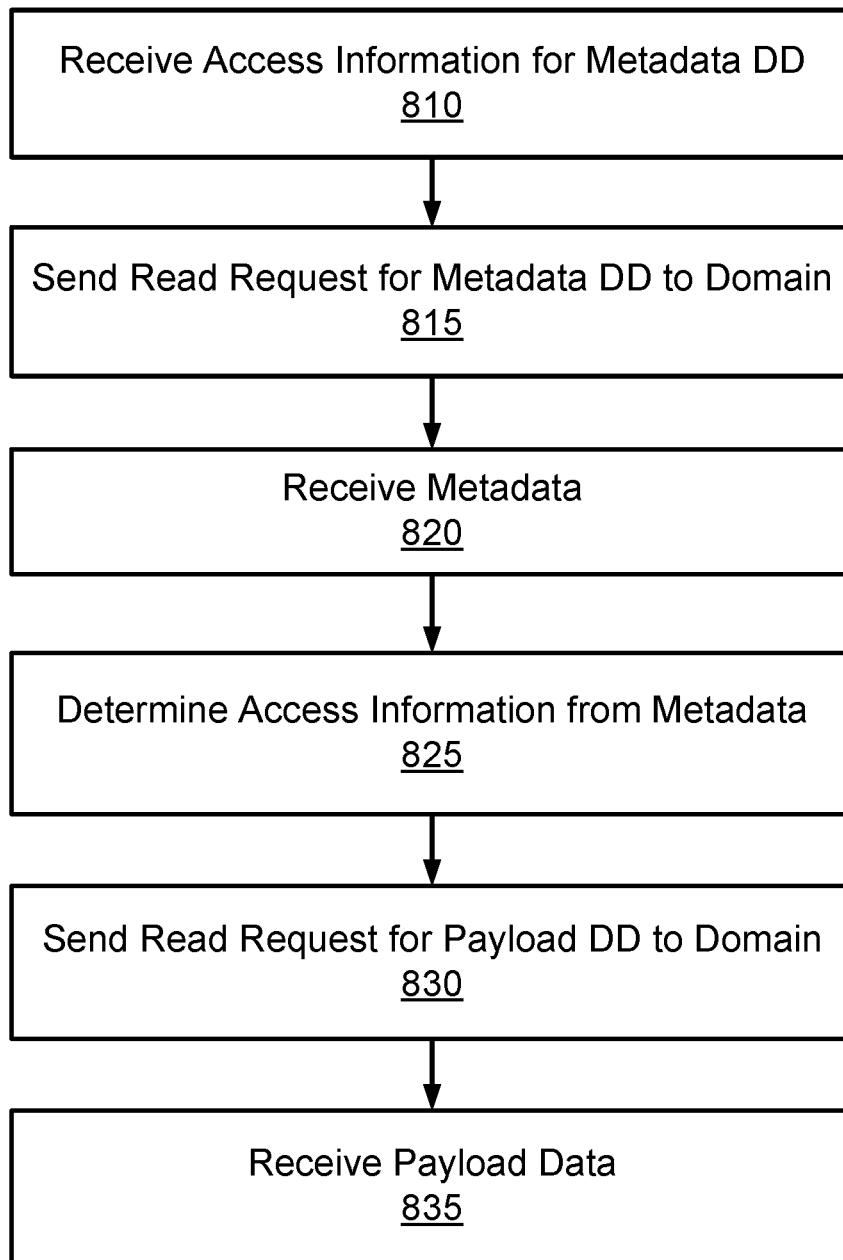 Receive Access Information for Metadata DD
810
Send Read Request for Metadata DD to Domain
815
Receive Metadata
820
Determine Access Information from Metadata
825
Send Read Request for Payload DD to Domain
830
Receive Payload Data
835